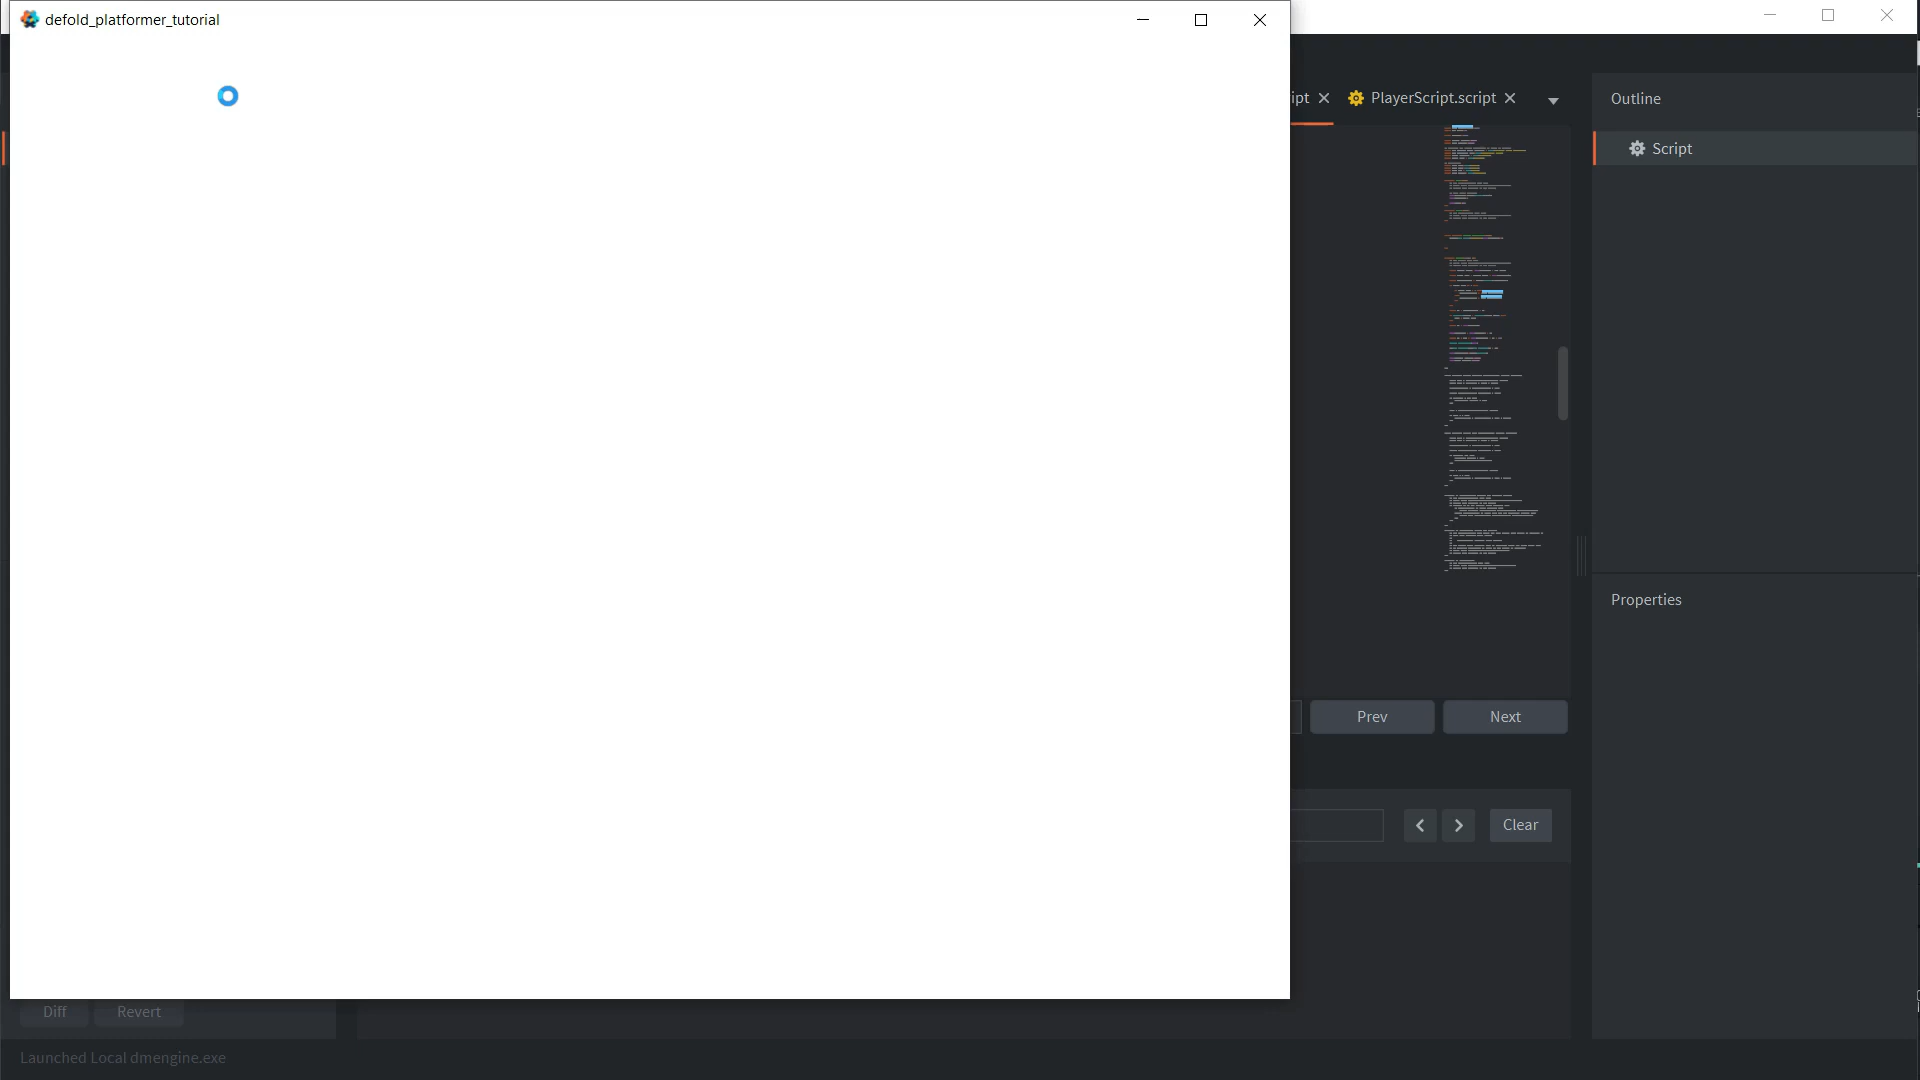 defold_platformer_tutorial
ipt
PlayerScript.script
Outline
Script
Properties
Prev
Next
Clear
Diff
Revert
Launched Local dmengine.exe